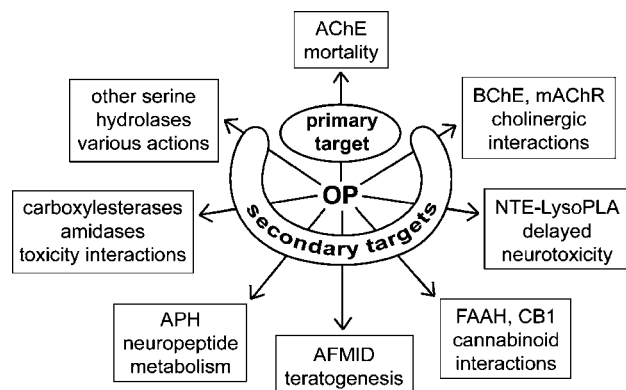 AChE
mortality
primary
target
other serine
hydrolases
various actions
BChE, mAChR
cholinergic
interactions
OP
secondary targets
carboxylesterases
amidases
toxicity interactions
NTE-LysoPLA
delayed
neurotoxicity
APH
neuropeptide
metabolism
AFMID
teratogenesis
FAAH, CB1
cannabinoid
interactions